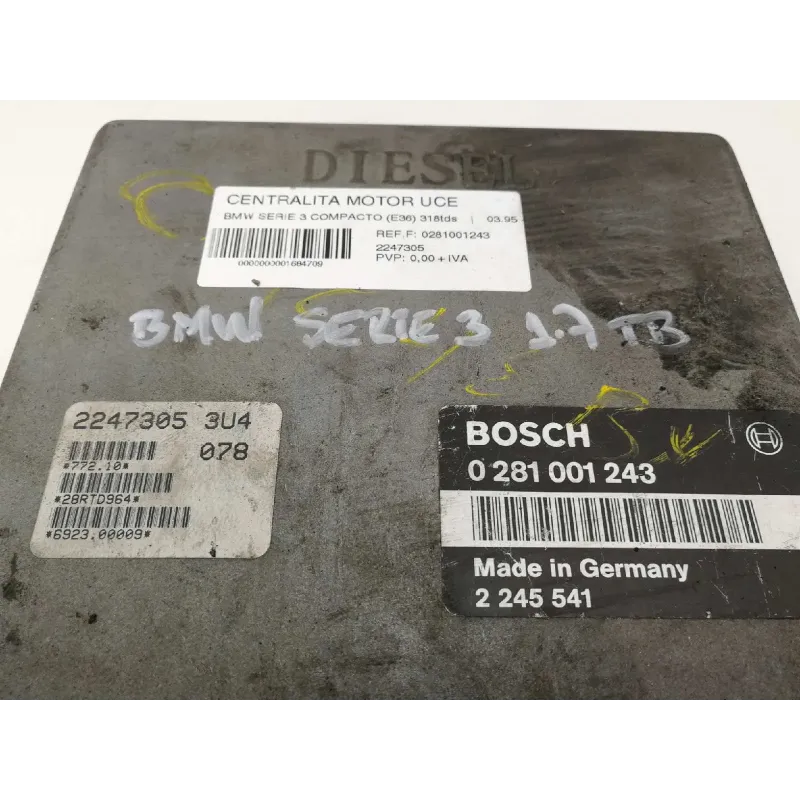 DIESEL
CENTRALITA MOTOR UCE
BMW SERIE 3 COMPACTO (E36) 318tds | 03.95
REF.F: 0281001243
2247305
PVP: 0,00 + IVA
0000000001684709
BMW SERIE 3 1.7 TB
2247305 3U4
078
*772.10*
*28RTD964*
*6923.00009*
BOSCH
0 281 001 243
Made in Germany
2 245 541